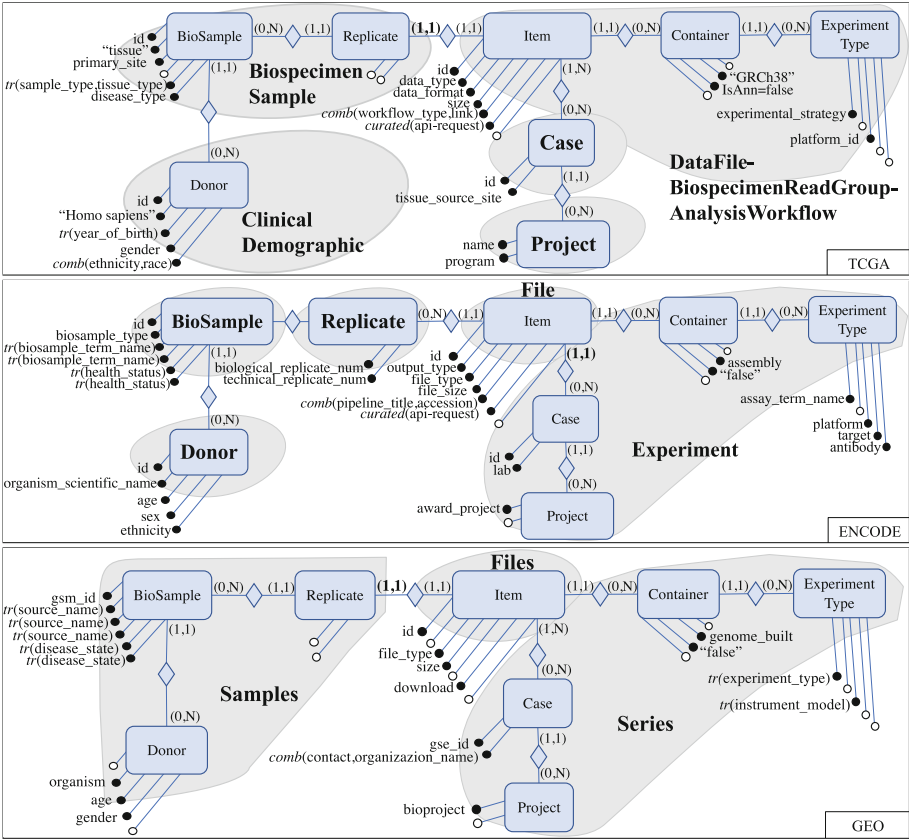 BioSample
(0,N)
(1,1)
Replicate
(1,1)
(1,1)
Item
(1,1)
(0,N)
Container
(1,1)
(0,N)
Experiment
Type
id
“tissue”
primary_site
tr(sample_type,tissue_type)
disease_type
(1,1)
Biospecimen
Sample
id
data_type
data_format
size
comb(workflow_type,link)
curated(api-request)
(1,N)
(0,N)
“GRCh38”
IsAnn=false
experimental_strategy
platform_id
(0,N)
Donor
id
“Homo sapiens”
tr(year_of_birth)
gender
comb(ethnicity,race)
Clinical
Demographic
Case
(1,1)
id
tissue_source_site
(0,N)
Project
name
program
DataFile-
BiospecimenReadGroup-
AnalysisWorkflow
TCGA
File
BioSample
Replicate
(0,N)
(1,1)
Item
(1,1)
(0,N)
Container
(1,1)
(0,N)
Experiment
Type
id
biosample_type
tr(biosample_term_name)
tr(biosample_term_name)
tr(health_status)
tr(health_status)
(1,1)
biological_replicate_num
technical_replicate_num
id
output_type
file_type
file_size
comb(pipeline_title,accession)
curated(api-request)
(1,1)
(0,N)
assembly
“false”
assay_term_name
platform
target
antibody
(0,N)
Donor
id
organism_scientific_name
age
sex
ethnicity
Case
(1,1)
id
lab
(0,N)
award_project
Project
Experiment
ENCODE
Files
BioSample
(0,N)
(1,1)
Replicate
(1,1)
(1,1)
Item
(1,1)
(0,N)
Container
(1,1)
(0,N)
Experiment
Type
gsm_id
tr(source_name)
tr(source_name)
tr(source_name)
tr(disease_state)
tr(disease_state)
(1,1)
id
file_type
size
download
(1,N)
(0,N)
genome_built
“false”
tr(experiment_type)
tr(instrument_model)
Samples
(0,N)
Donor
organism
age
gender
Case
(1,1)
gse_id
comb(contact,organizazion_name)
(0,N)
bioproject
Project
Series
GEO